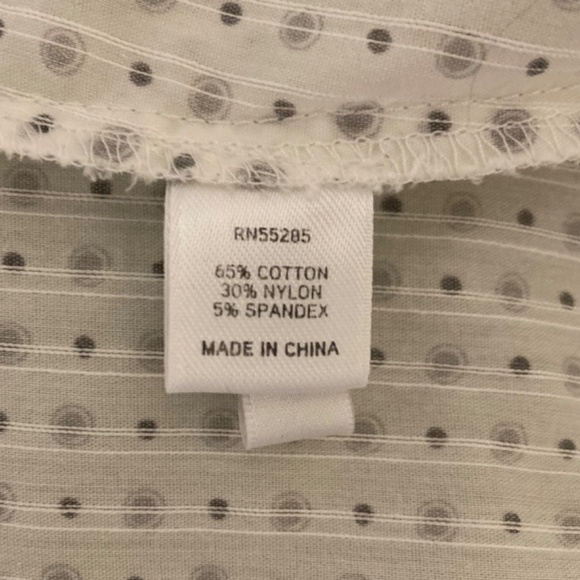 RN55285
65% COTTON
30% NYLON
5% SPANDEX
MADE IN CHINA